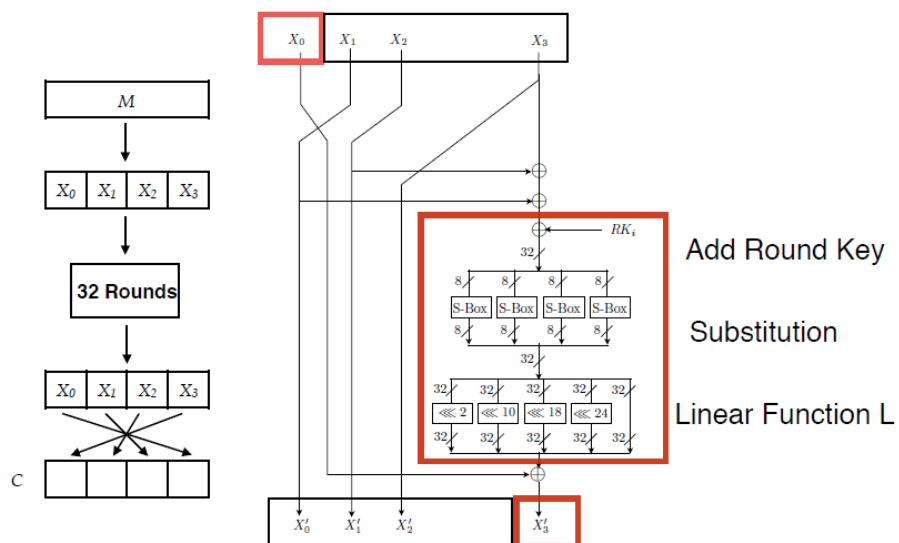 M
X₀ X₁ X₂ X₃
32 Rounds
X₀ X₁ X₂ X₃
C
X₀ X₁ X₂ X₃
RKᵢ
32
8 8 8 8
S-Box S-Box S-Box S-Box
8 8 8 8
32
32 32 32 32 32
⋘ 2 ⋘ 10 ⋘ 18 ⋘ 24
32 32 32 32 32
X′₀ X′₁ X′₂ X′₃
Add Round Key
Substitution
Linear Function L